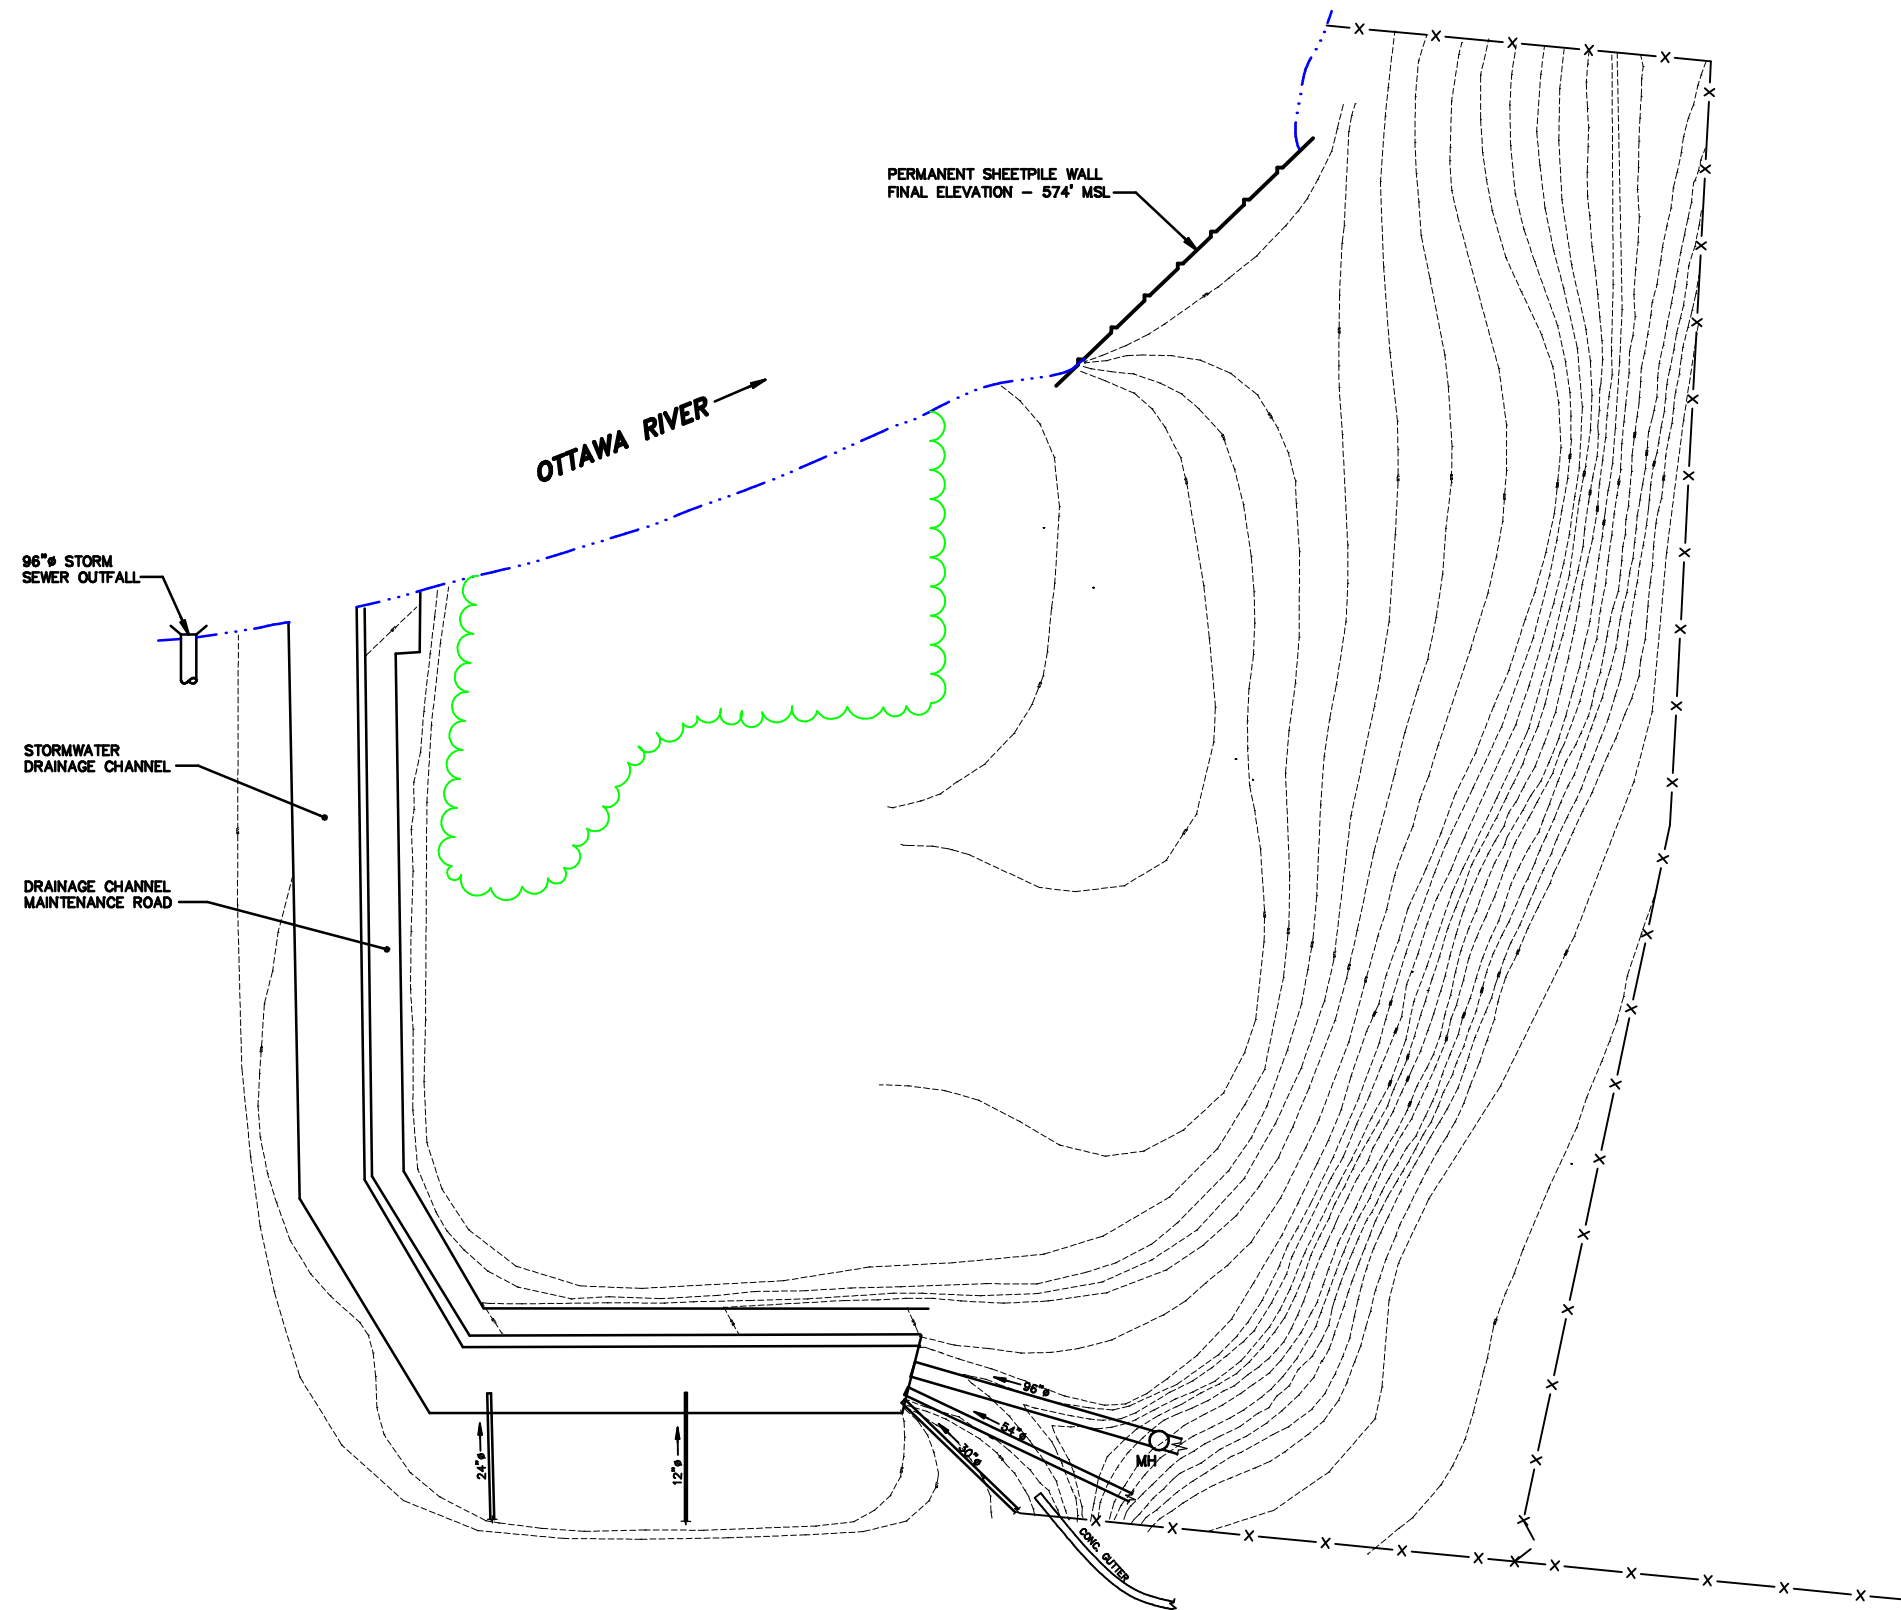 PERMANENT SHEETPILE WALL
FINAL ELEVATION - 574' MSL
OTTAWA RIVER
96"ø STORM
SEWER OUTFALL
STORMWATER
DRAINAGE CHANNEL
DRAINAGE CHANNEL
MAINTENANCE ROAD
96"ø
54"ø
30"ø
MH
24"ø
12"ø
CONC. GUTTER